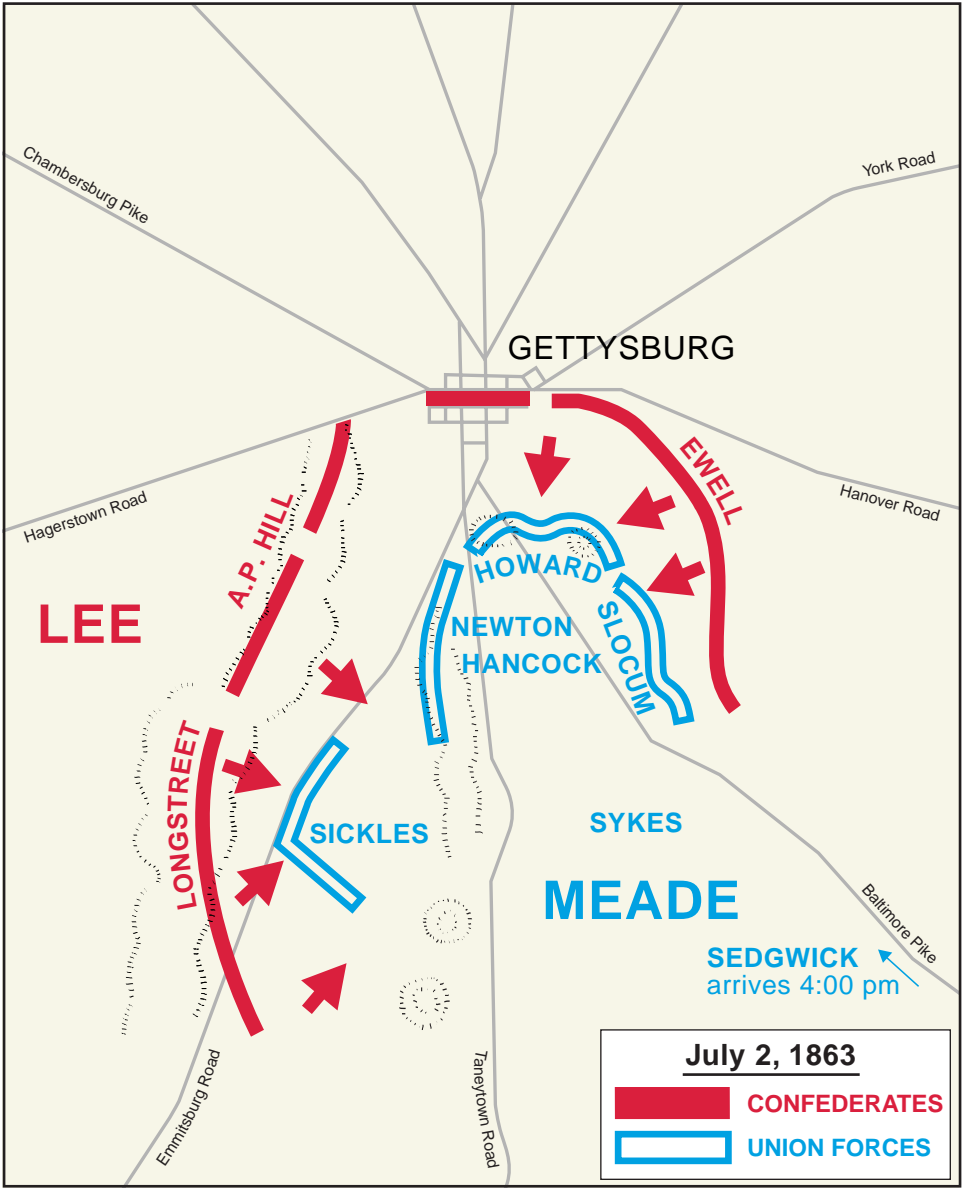 Chambersburg Pike
York Road
GETTYSBURG
Hagerstown Road
Hanover Road
EWELL
A.P. HILL
LEE
HOWARD
NEWTON
HANCOCK
SLOCUM
LONGSTREET
SICKLES
SYKES
MEADE
Baltimore Pike
SEDGWICK
arrives 4:00 pm
Emmitsburg Road
Taneytown Road
July 2, 1863
CONFEDERATES
UNION FORCES